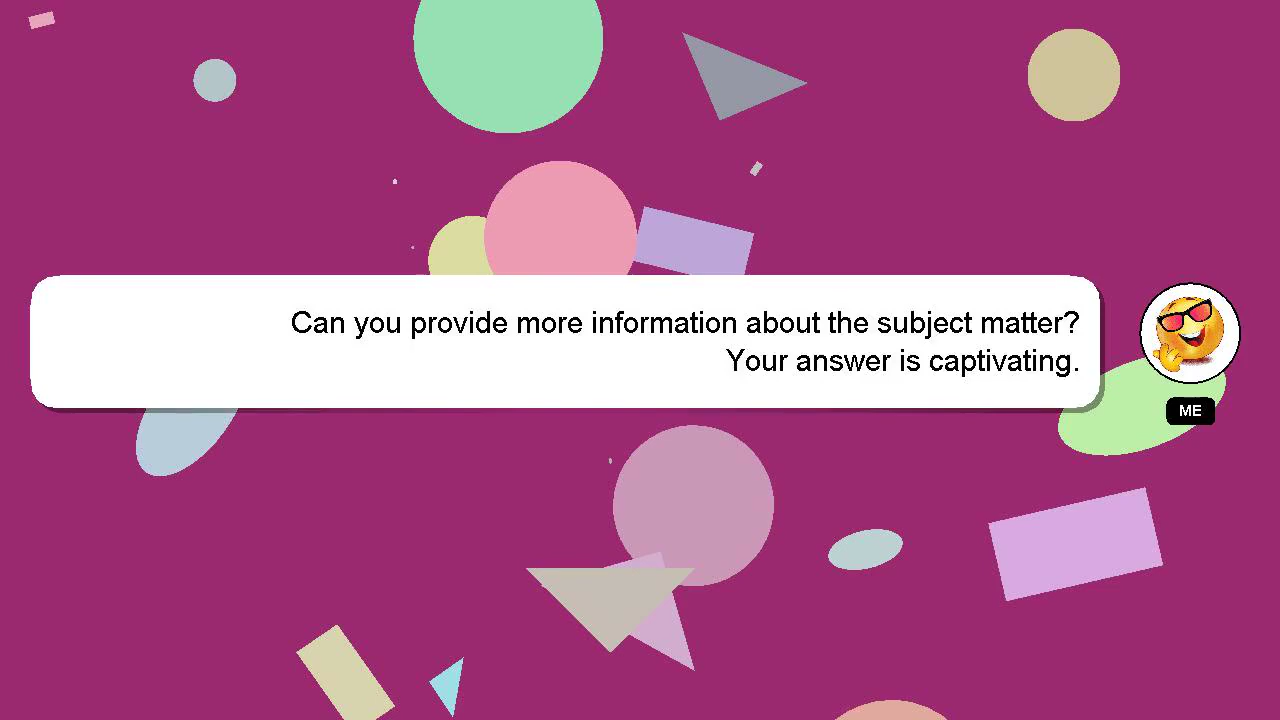 Can you provide more information about the subject matter?
Your answer is captivating.
ME